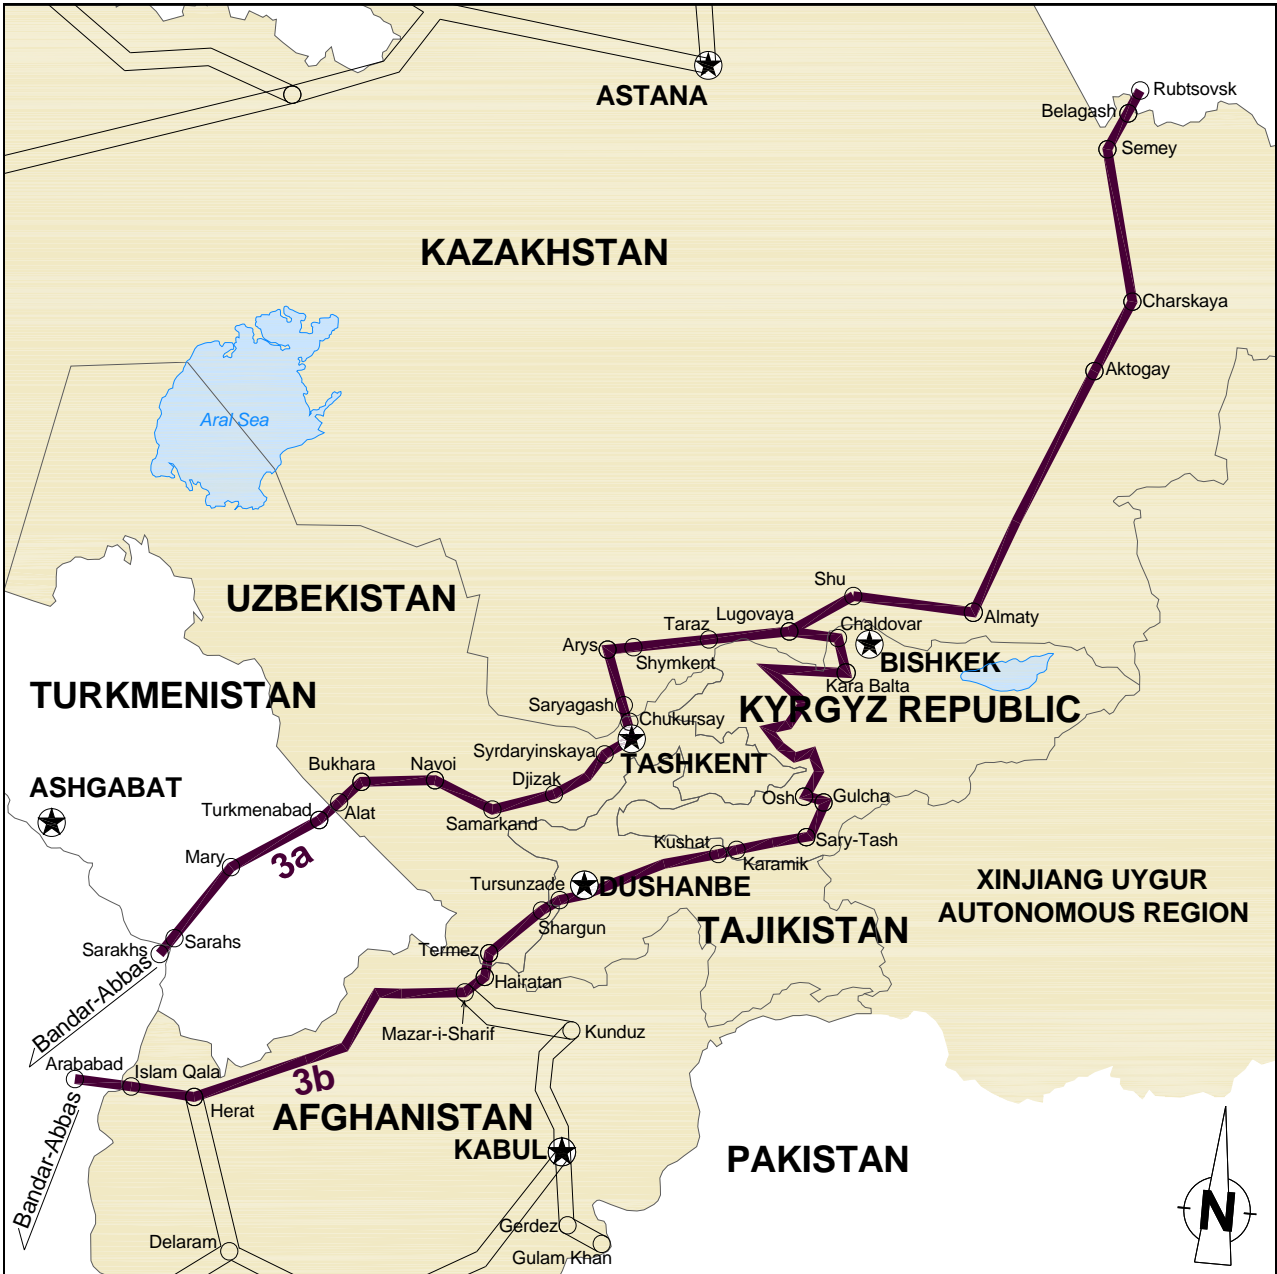 ASTANA
Rubtsovsk
Belagash
Semey
KAZAKHSTAN
Charskaya
Aktogay
Aral Sea
Shu
UZBEKISTAN
Lugovaya
Almaty
Taraz
Chaldovar
Arys
Shymkent
BISHKEK
Kara Balta
TURKMENISTAN
Saryagash
KYRGYZ REPUBLIC
Chukursay
Syrdaryinskaya
TASHKENT
Bukhara
Navoi
Djizak
ASHGABAT
Osh
Gulcha
Turkmenabad
Alat
Samarkand
Kushat
Sary-Tash
Mary
3a
Karamik
Tursunzade
DUSHANBE
XINJIANG UYGUR
AUTONOMOUS REGION
Shargun
TAJIKISTAN
Sarakhs
Sarahs
Termez
Hairatan
Bandar-Abbas
Mazar-i-Sharif
Kunduz
Arababad
Islam Qala
3b
Herat
AFGHANISTAN
KABUL
PAKISTAN
Bandar-Abbas
N
Gerdez
Delaram
Gulam Khan